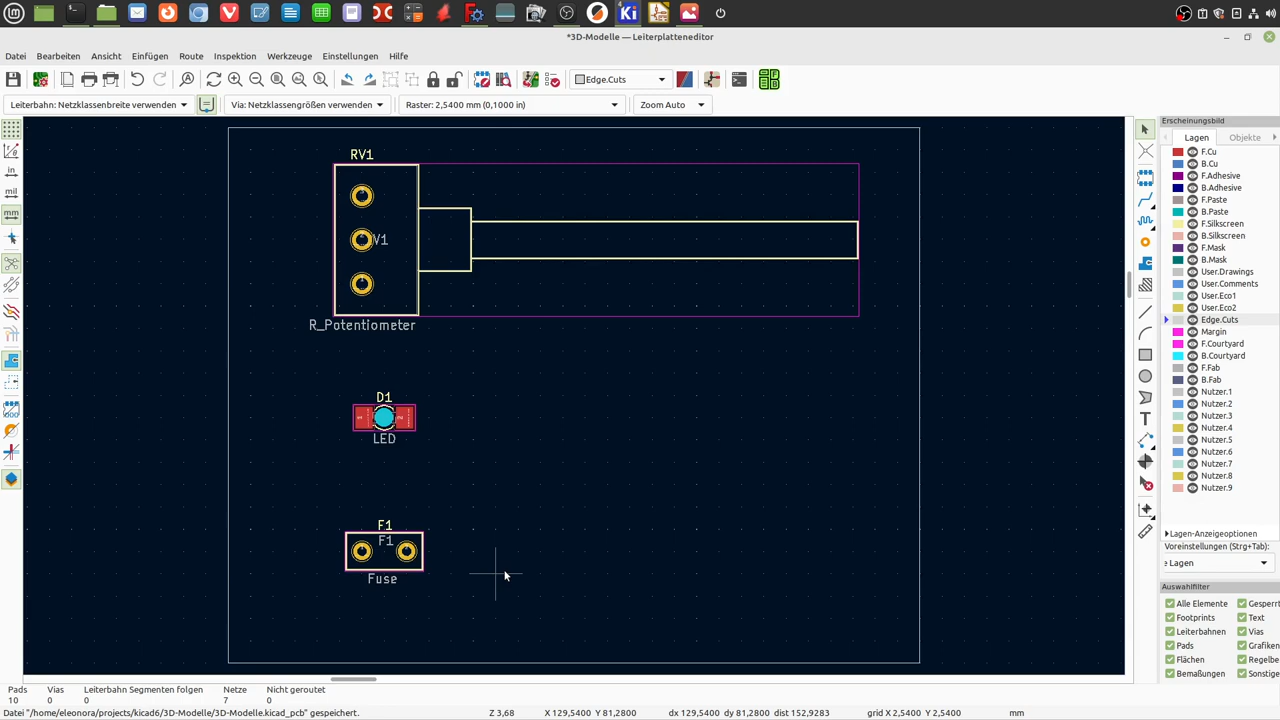 Ki
*3D-Modelle — Leiterplatteneditor
Datei Bearbeiten Ansicht Einfügen Route Inspektion Werkzeuge Einstellungen Hilfe
Edge.Cuts
Leiterbahn: Netzklassenbreite verwenden Via: Netzklassengrößen verwenden Raster: 2,5400 mm (0,1000 in) Zoom Auto
in
mil
mm
RV1
V1
R_Potentiometer
D1
LED
F1
F1
Fuse
Erscheinungsbild
Lagen Objekte
F.Cu
B.Cu
F.Adhesive
B.Adhesive
F.Paste
B.Paste
F.Silkscreen
B.Silkscreen
F.Mask
B.Mask
User.Drawings
User.Comments
User.Eco1
User.Eco2
Edge.Cuts
Margin
F.Courtyard
B.Courtyard
F.Fab
B.Fab
Nutzer.1
Nutzer.2
Nutzer.3
Nutzer.4
Nutzer.5
Nutzer.6
Nutzer.7
Nutzer.8
Nutzer.9
Lagen-Anzeigeoptionen
Voreinstellungen (Strg+Tab):
e Lagen
Auswahlfilter
Alle Elemente Gesperrt
Footprints Text
Leiterbahnen Vias
Pads Grafiken
Flächen Regelbe
Bemaßungen Sonstige
Pads Vias Leiterbahn Segmenten folgen Netze Nicht geroutet
10 0 0 7 0
Datei "/home/eleonora/projects/kicad6/3D-Modelle/3D-Modelle.kicad_pcb" gespeichert. Z 3,68 X 129,5400 Y 81,2800 dx 129,5400 dy 81,2800 dist 152,9283 grid X 2,5400 Y 2,5400 mm